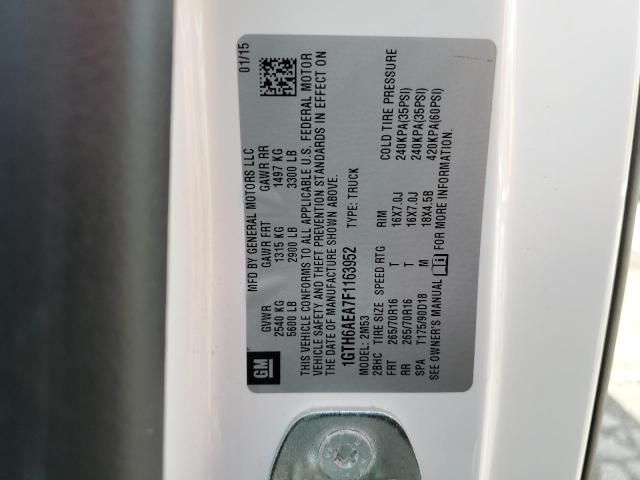 GM MFD BY GENERAL MOTORS LLC 01/15
GVWR GAWR FRT GAWR RR
2540 KG 1315 KG 1497 KG
5600 LB 2900 LB 3300 LB
THIS VEHICLE CONFORMS TO ALL APPLICABLE U.S. FEDERAL MOTOR
VEHICLE SAFETY AND THEFT PREVENTION STANDARDS IN EFFECT ON
THE DATE OF MANUFACTURE SHOWN ABOVE.
1GTH6AEA7F1163952 TYPE: TRUCK
MODEL: 2M53
2BHC TIRE SIZE SPEED RTG RIM COLD TIRE PRESSURE
FRT 265/70R16 T 16X7.0J 240KPA(35PSI)
RR 265/70R16 T 16X7.0J 240KPA(35PSI)
SPA T175/90D18 M 18X4.5B 420KPA(60PSI)
SEE OWNER'S MANUAL FOR MORE INFORMATION.